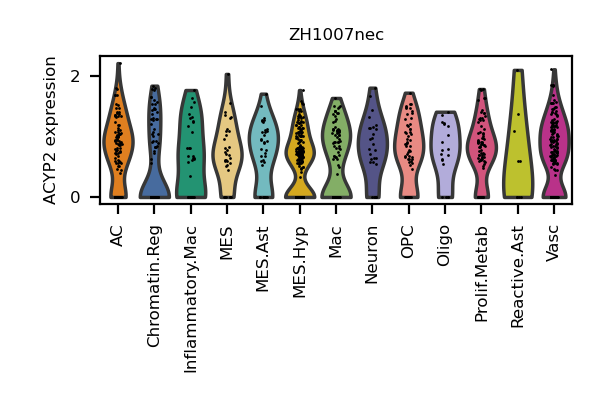 ZH1007nec
ACYP2 expression
2
0
AC
Chromatin.Reg
Inflammatory.Mac
MES
MES.Ast
MES.Hyp
Mac
Neuron
OPC
Oligo
Prolif.Metab
Reactive.Ast
Vasc